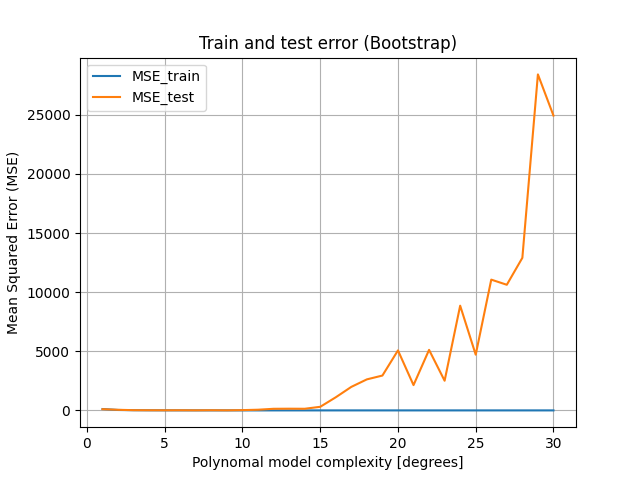 Train and test error (Bootstrap)
MSE_train
MSE_test
Mean Squared Error (MSE)
25000
20000
15000
10000
5000
0
0 5 10 15 20 25 30
Polynomal model complexity [degrees]